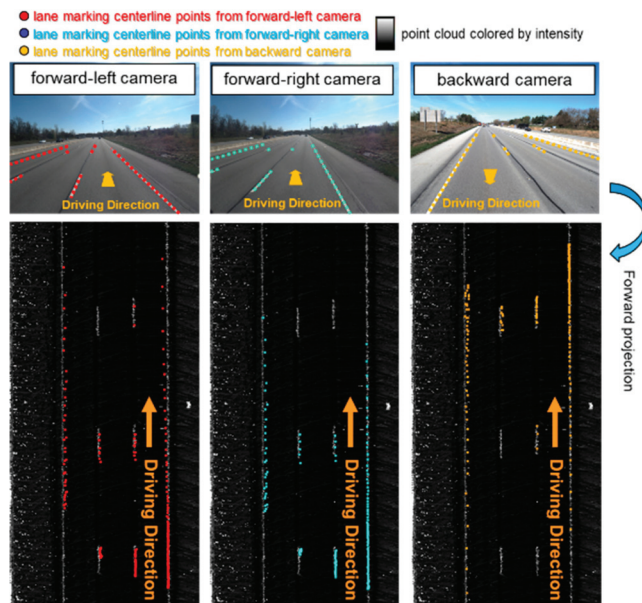 lane marking centerline points from forward-left camera
lane marking centerline points from forward-right camera
lane marking centerline points from backward camera
point cloud colored by intensity
forward-left camera
forward-right camera
backward camera
Driving Direction
Driving Direction
Driving Direction
Forward projection
Driving Direction
Driving Direction
Driving Direction